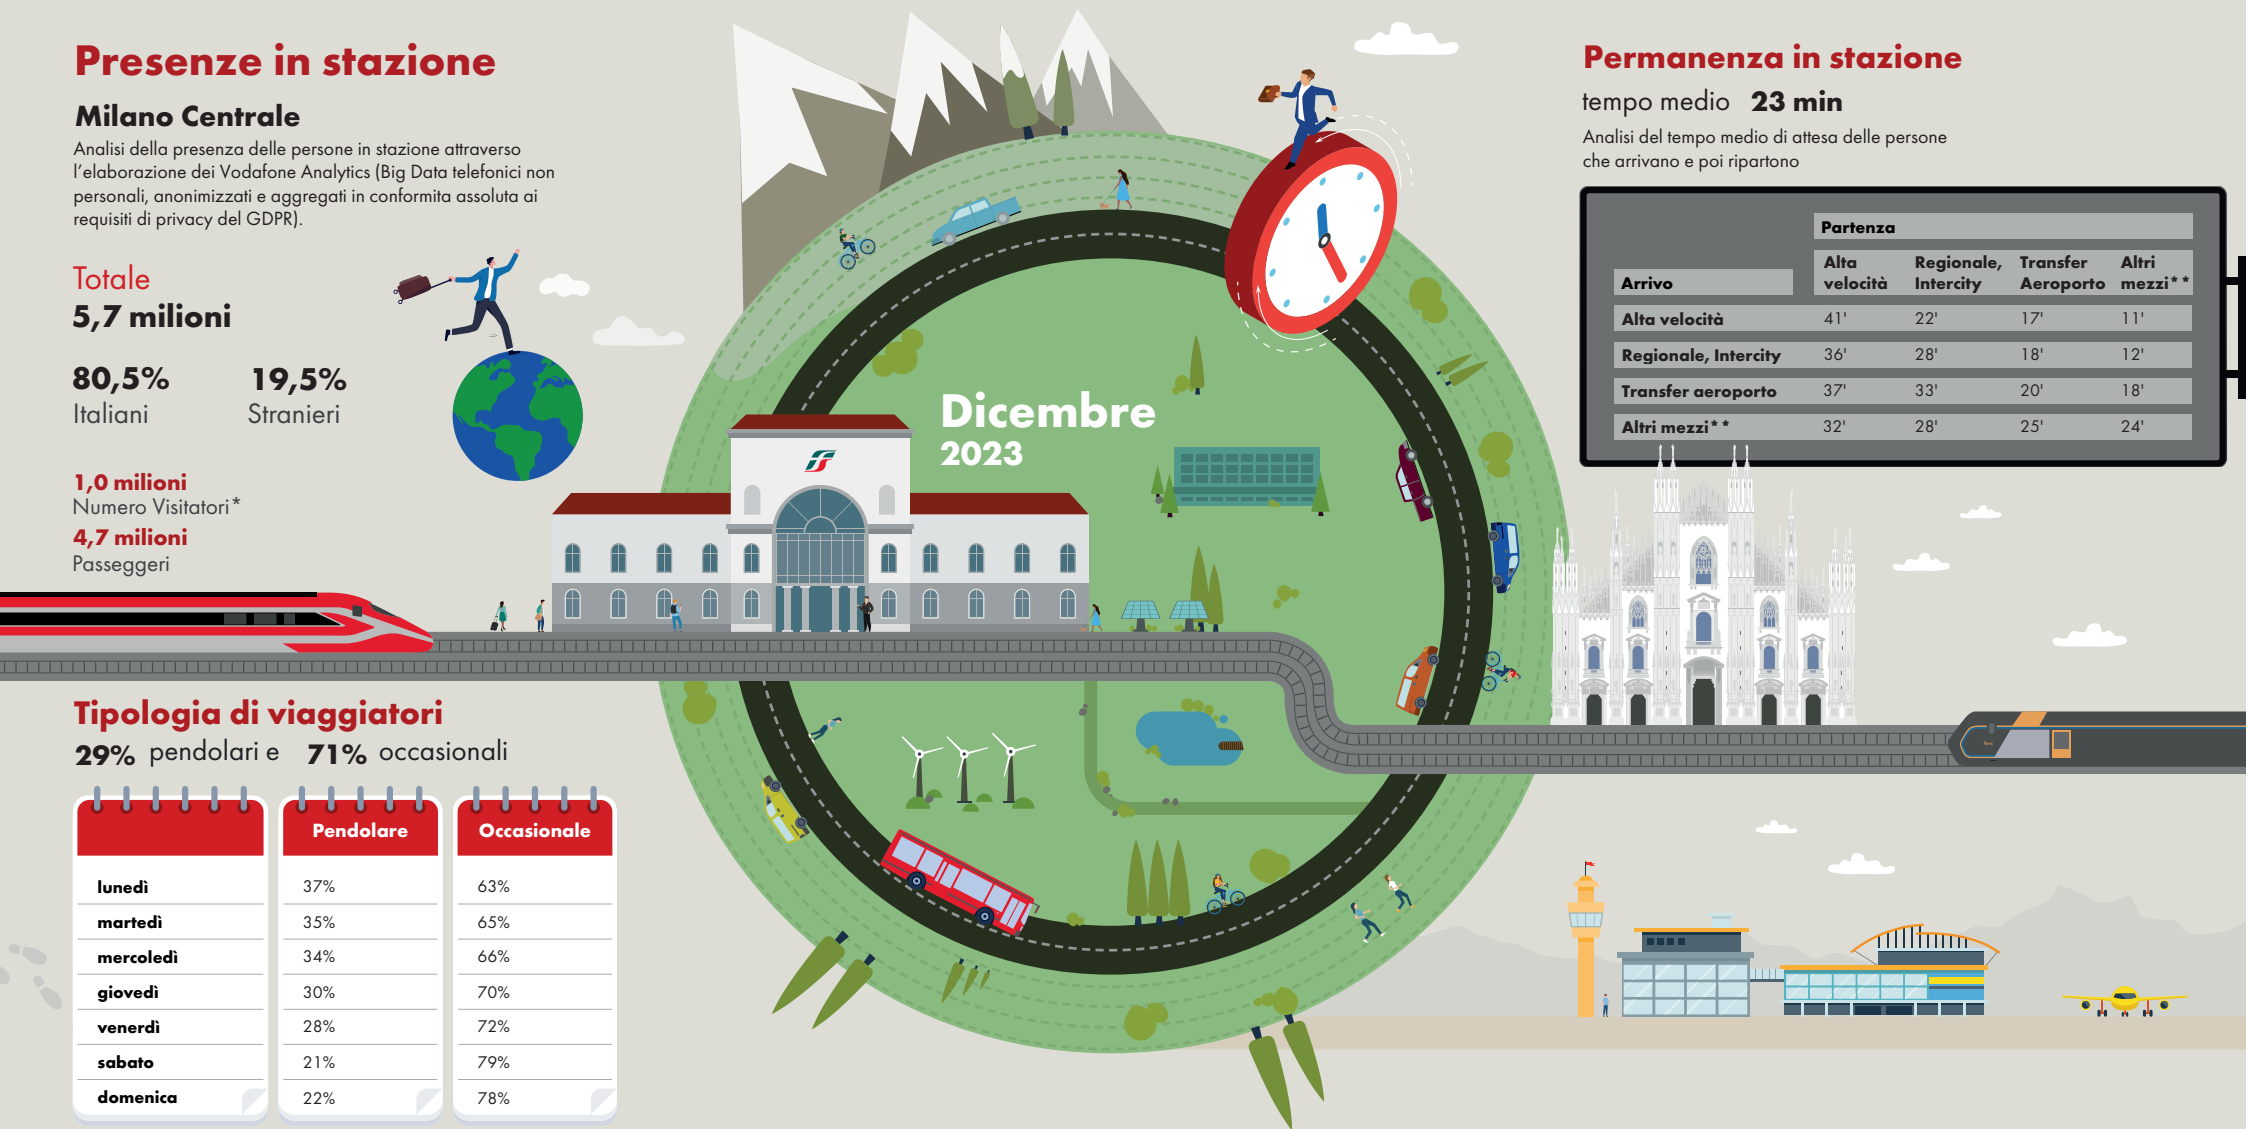 Presenze in stazione
Milano Centrale
Analisi della presenza delle persone in stazione attraverso
l'elaborazione dei Vodafone Analytics (Big Data telefonici non
personali, anonimizzati e aggregati in conformita assoluta ai
requisiti di privacy del GDPR).
Totale
5,7 milioni
80,5% 19,5%
Italiani Stranieri
1,0 milioni
Numero Visitatori*
4,7 milioni
Passeggeri
Tipologia di viaggiatori
29% pendolari e 71% occasionali
Pendolare Occasionale
lunedì 37% 63%
martedì 35% 65%
mercoledì 34% 66%
giovedì 30% 70%
venerdì 28% 72%
sabato 21% 79%
domenica 22% 78%
Dicembre
2023
Permanenza in stazione
tempo medio 23 min
Analisi del tempo medio di attesa delle persone
che arrivano e poi ripartono
Partenza
Alta Regionale, Transfer Altri
Arrivo velocità Intercity Aeroporto mezzi**
Alta velocità 41' 22' 17' 11'
Regionale, Intercity 36' 28' 18' 12'
Transfer aeroporto 37' 33' 20' 18'
Altri mezzi** 32' 28' 25' 24'